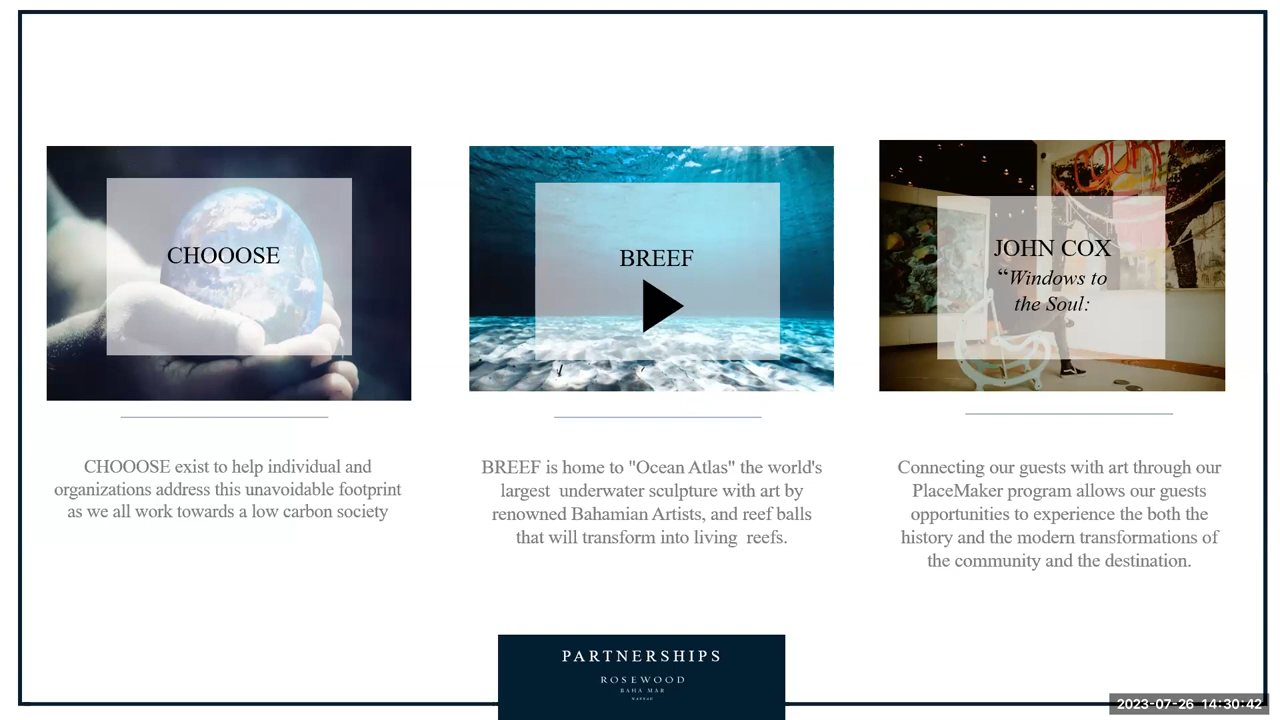 CHOOOSE
CHOOOSE exist to help individual and
organizations address this unavoidable footprint
as we all work towards a low carbon society
BREEF
BREEF is home to "Ocean Atlas" the world's
largest  underwater sculpture with art by
renowned Bahamian Artists, and reef balls
that will transform into living  reefs.
JOHN COX
“Windows to
the Soul:
Connecting our guests with art through our
PlaceMaker program allows our guests
opportunities to experience the both the
history and the modern transformations of
the community and the destination.
PARTNERSHIPS
ROSEWOOD
BAHA MAR
NASSAU
2023-07-26 14:30:42